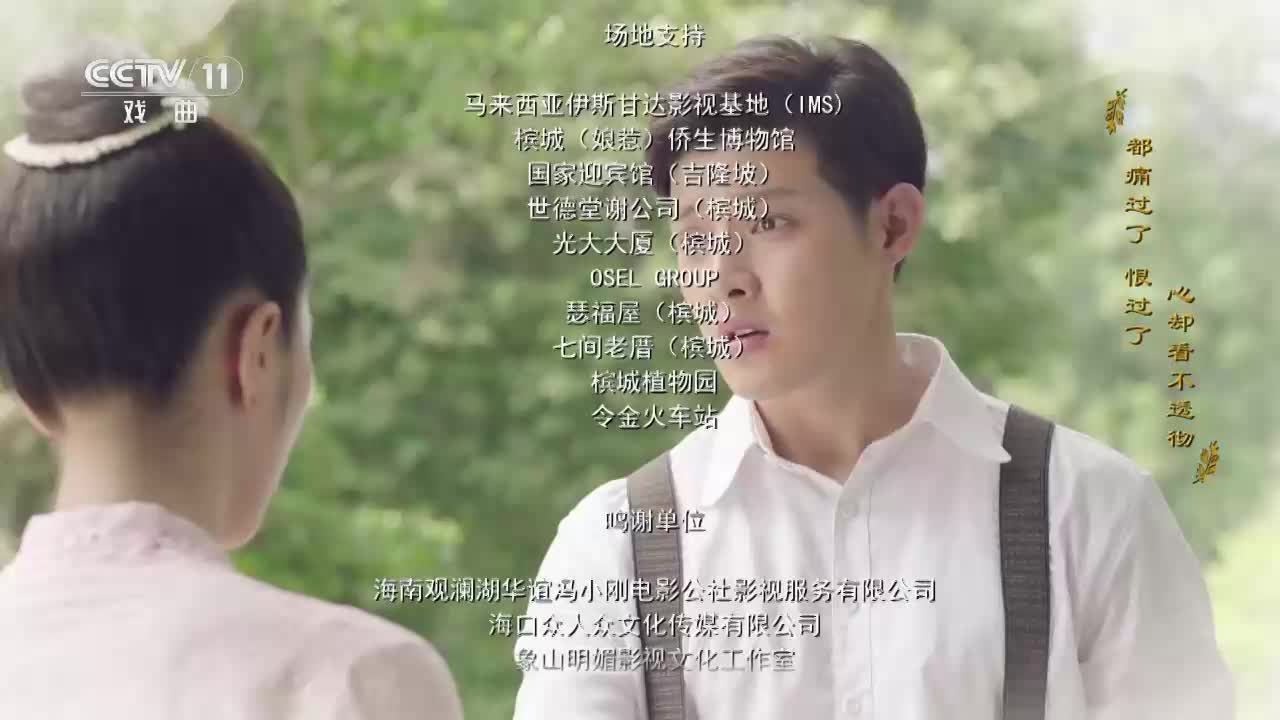 CCTV 11
戏曲
场地支持
马来西亚伊斯甘达影视基地（IMS）
槟城（娘惹）侨生博物馆
国家迎宾馆（吉隆坡）
世德堂谢公司（槟城）
光大大厦（槟城）
OSEL GROUP
瑟福屋（槟城）
七间老厝（槟城）
槟城植物园
令金火车站
鸣谢单位
海南观澜湖华谊冯小刚电影公社影视服务有限公司
海口众人众文化传媒有限公司
象山明媚影视文化工作室
都痛过了 恨过了
心却看不透彻